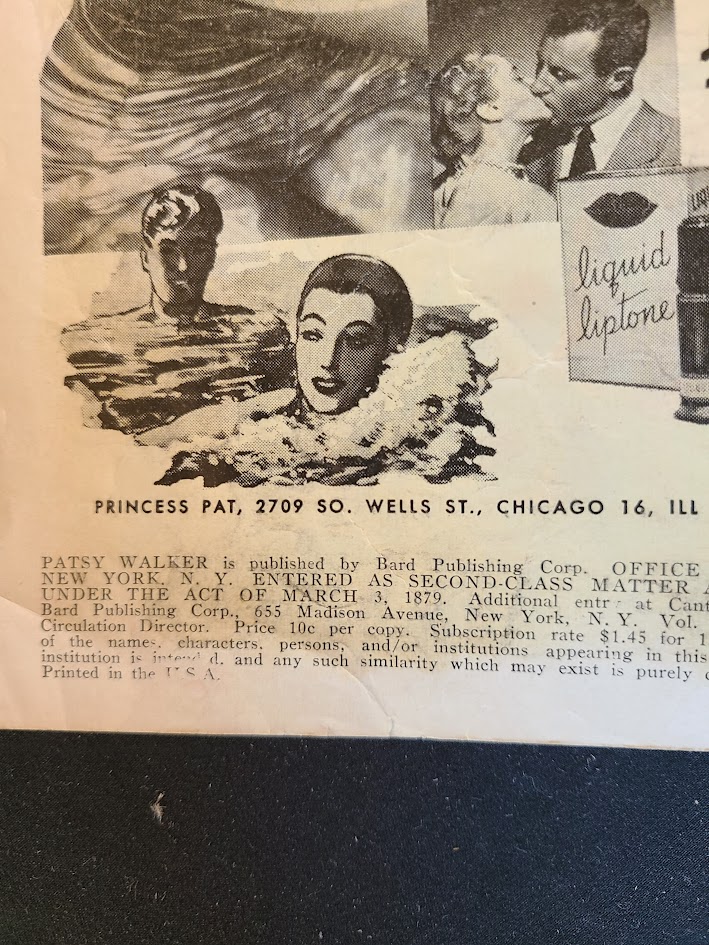 liquid
liptone
PRINCESS PAT, 2709 SO. WELLS ST., CHICAGO 16, ILL
PATSY WALKER is published by Bard Publishing Corp. OFFICE
NEW YORK, N. Y. ENTERED AS SECOND-CLASS MATTER
UNDER THE ACT OF MARCH 3, 1879. Additional entr at Cant
Bard Publishing Corp., 655 Madison Avenue, New York, N. Y. Vol.
Circulation Director. Price 10c per copy. Subscription rate $1.45 for 1
of the names, characters, persons, and/or institutions appearing in this
institution is intend d. and any such similarity which may exist is purely
Printed in the U.S.A.